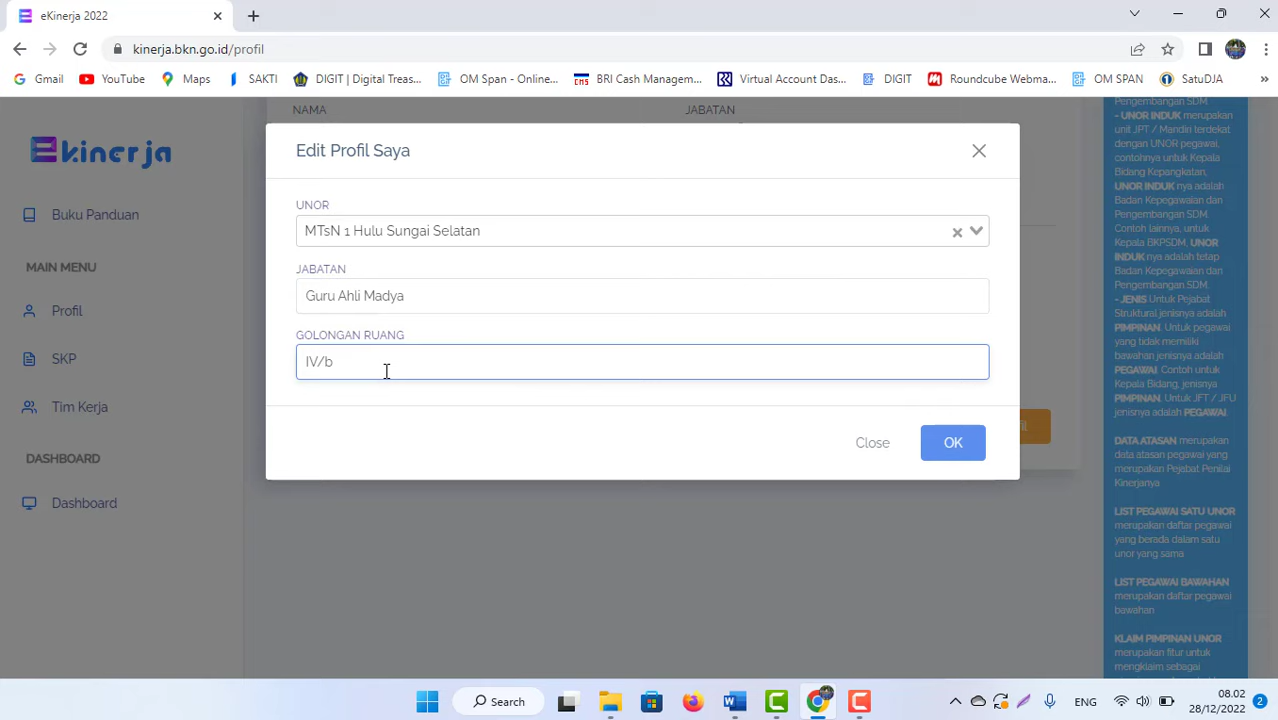 eKinerja 2022
kinerja.bkn.go.id/profil
Gmail
YouTube
Maps
SAKTI
DIGIT | Digital Treas...
OM Span - Online...
CMS
BRI Cash Managem...
Virtual Account Das...
DIGIT
Roundcube Webma...
OM SPAN
SatuDJA
»
Ekinerja
Buku Panduan
MAIN MENU
Profil
SKP
Tim Kerja
DASHBOARD
Dashboard
NAMA
JABATAN
Edit Profil Saya
UNOR
MTsN 1 Hulu Sungai Selatan
JABATAN
Guru Ahli Madya
GOLONGAN RUANG
IV/b
Close
OK
Pengembangan SDM
- UNOR INDUK merupakan
unit JPT / Mandiri terdekat
dengan UNOR pegawai,
contohnya untuk Kepala
Bidang Kepangkatan,
UNOR INDUK nya adalah
Badan Kepegawaian dan
Pengembangan SDM.
Contoh lainnya, untuk
Kepala BKPSDM, UNOR
INDUK nya adalah tetap
Badan Kepegawaian dan
Pengembangan SDM.
- JENIS Untuk Pejabat
Struktural jenisnya adalah
PIMPINAN. Untuk pegawai
yang tidak memiliki
bawahan jenisnya adalah
PEGAWAI. Contoh untuk
Kepala Bidang, jenisnya
PIMPINAN. Untuk JFT / JFU
jenisnya adalah PEGAWAI.
DATA ATASAN merupakan
data atasan pegawai yang
merupakan Pejabat Penilai
Kinerjanya
LIST PEGAWAI SATU UNOR
merupakan daftar pegawai
yang berada dalam satu
unor yang sama
LIST PEGAWAI BAWAHAN
merupakan daftar pegawai
bawahan
KLAIM PIMPINAN UNOR
merupakan fitur untuk
mengklaim sebagai
Search
ENG
08.02
28/12/2022
2